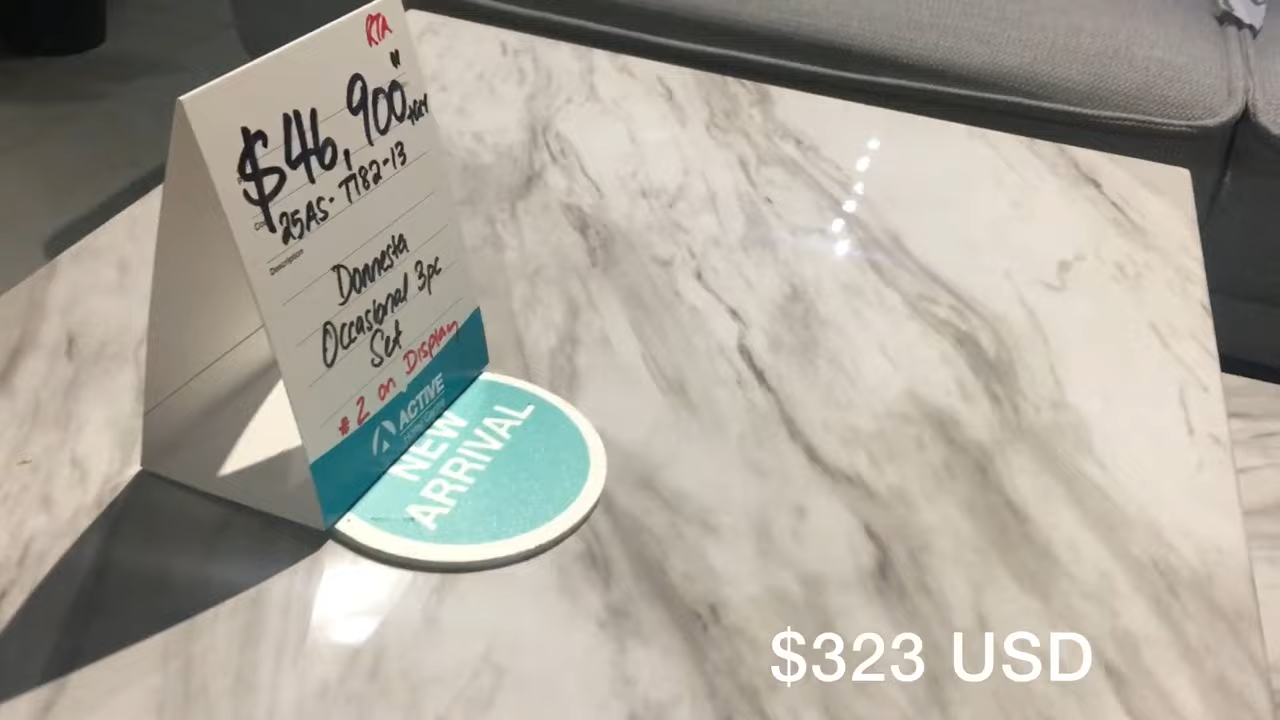 RTA
$46,900"
25AS-T182-13
Description
Donnesta
Occasional 3pc
Set
#2 on Display
ACTIVE
NEW
ARRIVAL
$323 USD